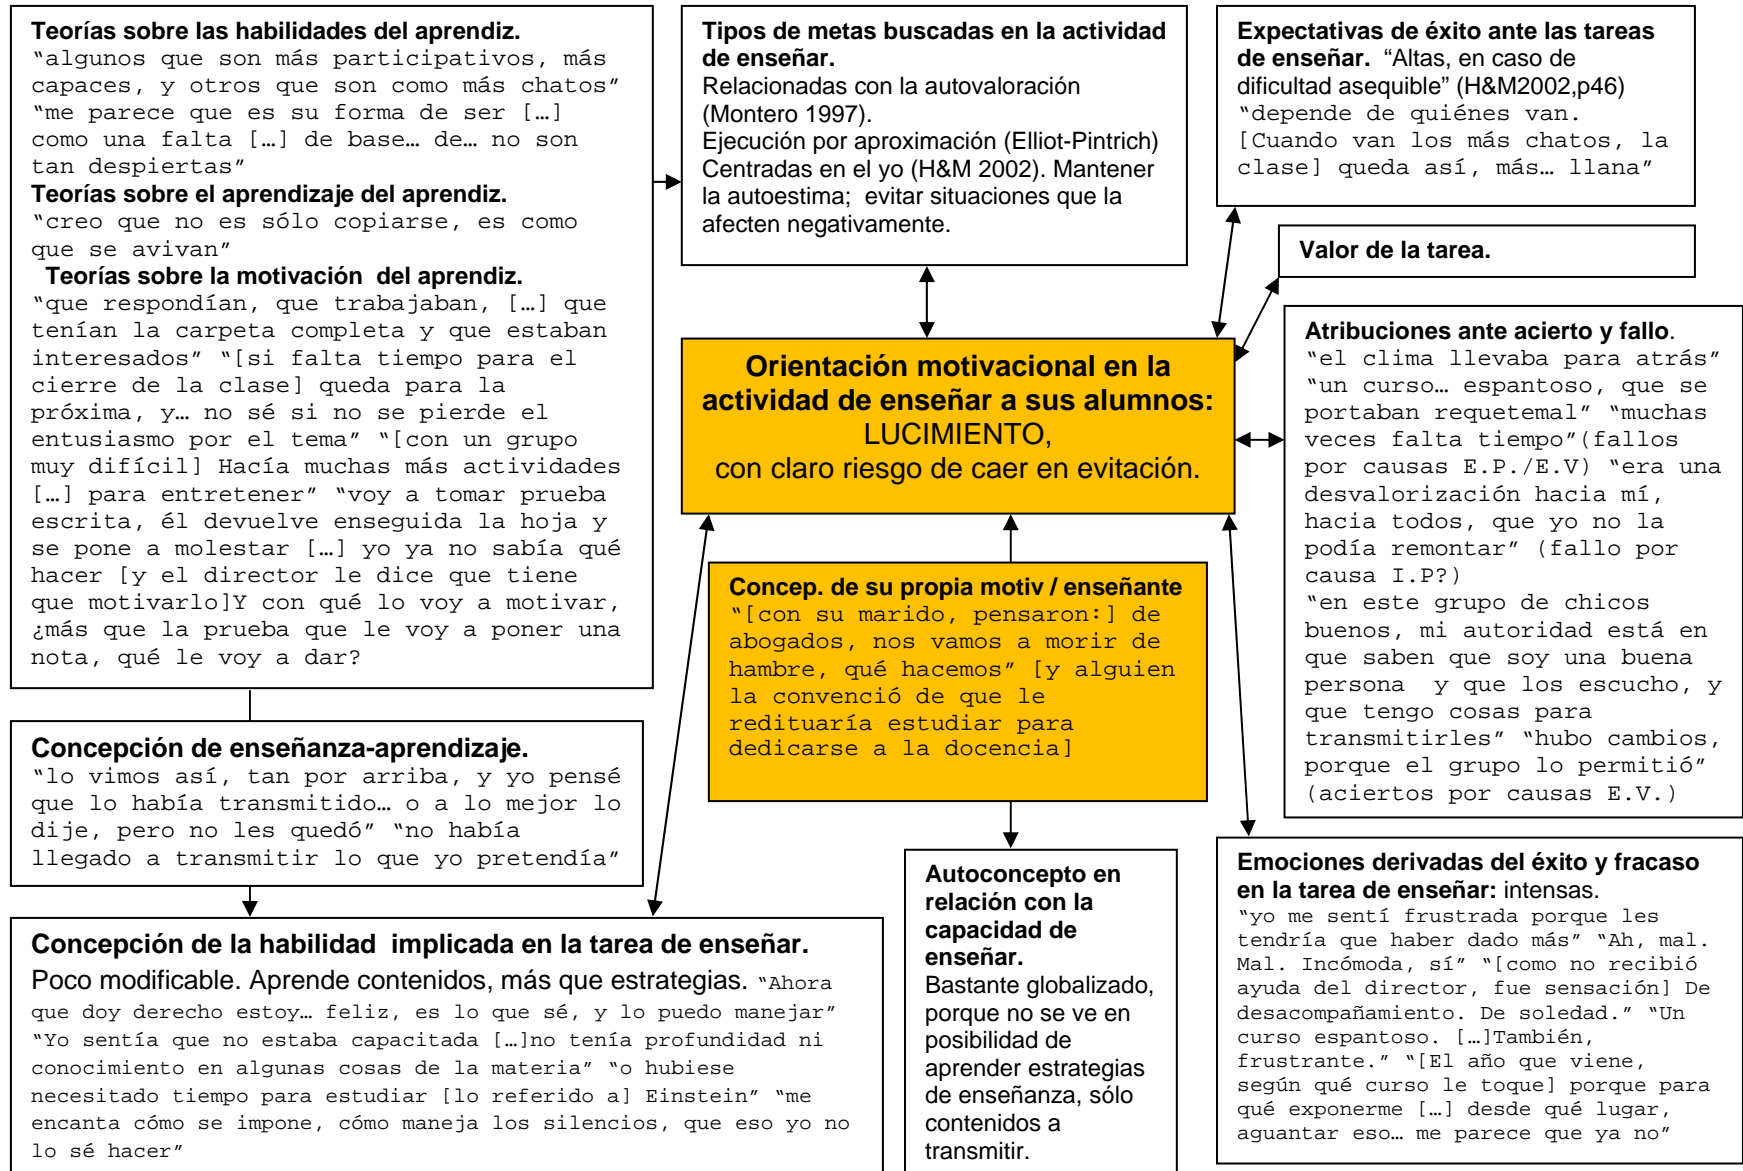 Teorías sobre las habilidades del aprendiz.
“algunos que son más participativos, más
capaces, y otros que son como más chatos”
“me parece que es su forma de ser […]
como una falta […] de base… de… no son
tan despiertas”
Teorías sobre el aprendizaje del aprendiz.
“creo que no es sólo copiarse, es como
que se avivan”
Teorías sobre la motivación del aprendiz.
“que respondían, que trabajaban, […] que
tenían la carpeta completa y que estaban
interesados” “[si falta tiempo para el
cierre de la clase] queda para la
próxima, y… no sé si no se pierde el
entusiasmo por el tema” “[con un grupo
muy difícil] Hacía muchas más actividades
[…] para entretener” “voy a tomar prueba
escrita, él devuelve enseguida la hoja y
se pone a molestar […] yo ya no sabía qué
hacer [y el director le dice que tiene
que motivarlo]Y con qué lo voy a motivar,
¿más que la prueba que le voy a poner una
nota, qué le voy a dar?
Tipos de metas buscadas en la actividad
de enseñar.
Relacionadas con la autovaloración
(Montero 1997).
Ejecución por aproximación (Elliot-Pintrich)
Centradas en el yo (H&M 2002). Mantener
la autoestima; evitar situaciones que la
afecten negativamente.
Expectativas de éxito ante las tareas
de enseñar. “Altas, en caso de
dificultad asequible” (H&M2002,p46)
“depende de quiénes van.
[Cuando van los más chatos, la
clase] queda así, más… llana”
Valor de la tarea.
Orientación motivacional en la
actividad de enseñar a sus alumnos:
LUCIMIENTO,
con claro riesgo de caer en evitación.
Atribuciones ante acierto y fallo.
“el clima llevaba para atrás”
“un curso… espantoso, que se
portaban requetemal” “muchas
veces falta tiempo”(fallos
por causas E.P./E.V) “era una
desvalorización hacia mí,
hacia todos, que yo no la
podía remontar” (fallo por
causa I.P?)
“en este grupo de chicos
buenos, mi autoridad está en
que saben que soy una buena
persona y que los escucho, y
que tengo cosas para
transmitirles” “hubo cambios,
porque el grupo lo permitió”
(aciertos por causas E.V.)
Concep. de su propia motiv / enseñante
“[con su marido, pensaron:] de
abogados, nos vamos a morir de
hambre, qué hacemos” [y alguien
la convenció de que le
redituaría estudiar para
dedicarse a la docencia]
Concepción de enseñanza-aprendizaje.
“lo vimos así, tan por arriba, y yo pensé
que lo había transmitido… o a lo mejor lo
dije, pero no les quedó” “no había
llegado a transmitir lo que yo pretendía”
Concepción de la habilidad implicada en la tarea de enseñar.
Poco modificable. Aprende contenidos, más que estrategias. “Ahora
que doy derecho estoy… feliz, es lo que sé, y lo puedo manejar”
“Yo sentía que no estaba capacitada […]no tenía profundidad ni
conocimiento en algunas cosas de la materia” “o hubiese
necesitado tiempo para estudiar [lo referido a] Einstein” “me
encanta cómo se impone, cómo maneja los silencios, que eso yo no
lo sé hacer”
Autoconcepto en
relación con la
capacidad de
enseñar.
Bastante globalizado,
porque no se ve en
posibilidad de
aprender estrategias
de enseñanza, sólo
contenidos a
transmitir.
Emociones derivadas del éxito y fracaso
en la tarea de enseñar: intensas.
“yo me sentí frustrada porque les
tendría que haber dado más” “Ah, mal.
Mal. Incómoda, sí” “[como no recibió
ayuda del director, fue sensación] De
desacompañamiento. De soledad.” “Un
curso espantoso. […]También,
frustrante.” “[El año que viene,
según qué curso le toque] porque para
qué exponerme […] desde qué lugar,
aguantar eso… me parece que ya no”